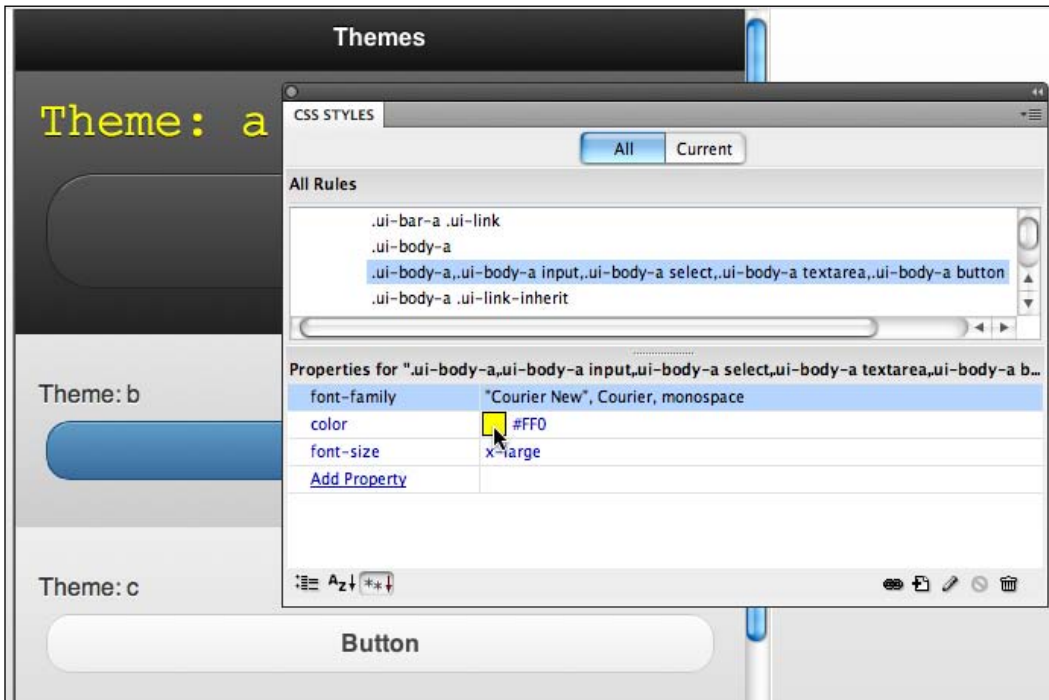 Themes
Theme: a
CSS STYLES
All Current
All Rules
.ui-bar-a .ui-link
.ui-body-a
.ui-body-a,.ui-body-a input,.ui-body-a select,.ui-body-a textarea,.ui-body-a button
.ui-body-a .ui-link-inherit
Properties for ".ui-body-a,.ui-body-a input,.ui-body-a select,.ui-body-a textarea,.ui-body-a b...
font-family "Courier New", Courier, monospace
color #FF0
font-size x-large
Add Property
Theme: b
Theme: c
Button